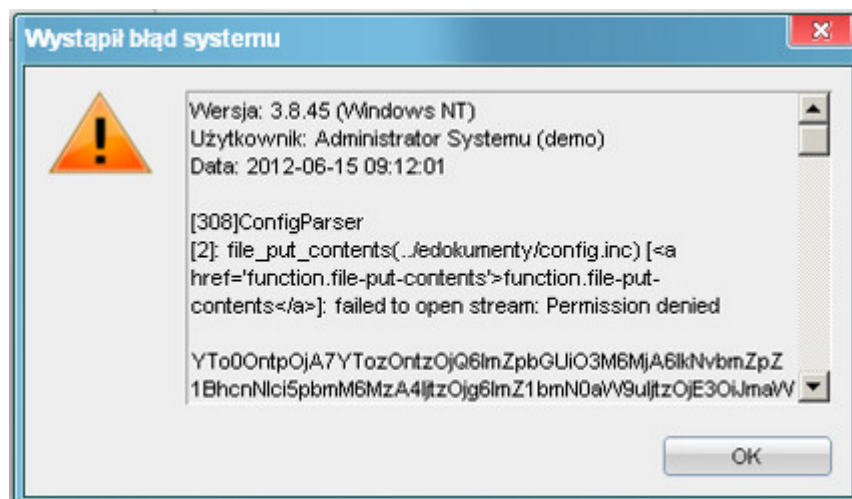 Wystąpił błąd systemu
Wersja: 3.8.45 (Windows NT)
Użytkownik: Administrator Systemu (demo)
Data: 2012-06-15 09:12:01
[308]ConfigParser
[2]: file_put_contents(../edokumenty/config.inc) [<a
href='function.file-put-contents'>function.file-put-
contents</a>]: failed to open stream: Permission denied
YTo0OntpOjA7YTozOntzOjQ6ImZpbGUiO3M6MjA6IkNvbmZpZ
1BhcnNlci5pbmM6MzA4IjtzOjg6ImZ1bmN0aW9uIjtzOjE3OiJmaW
OK